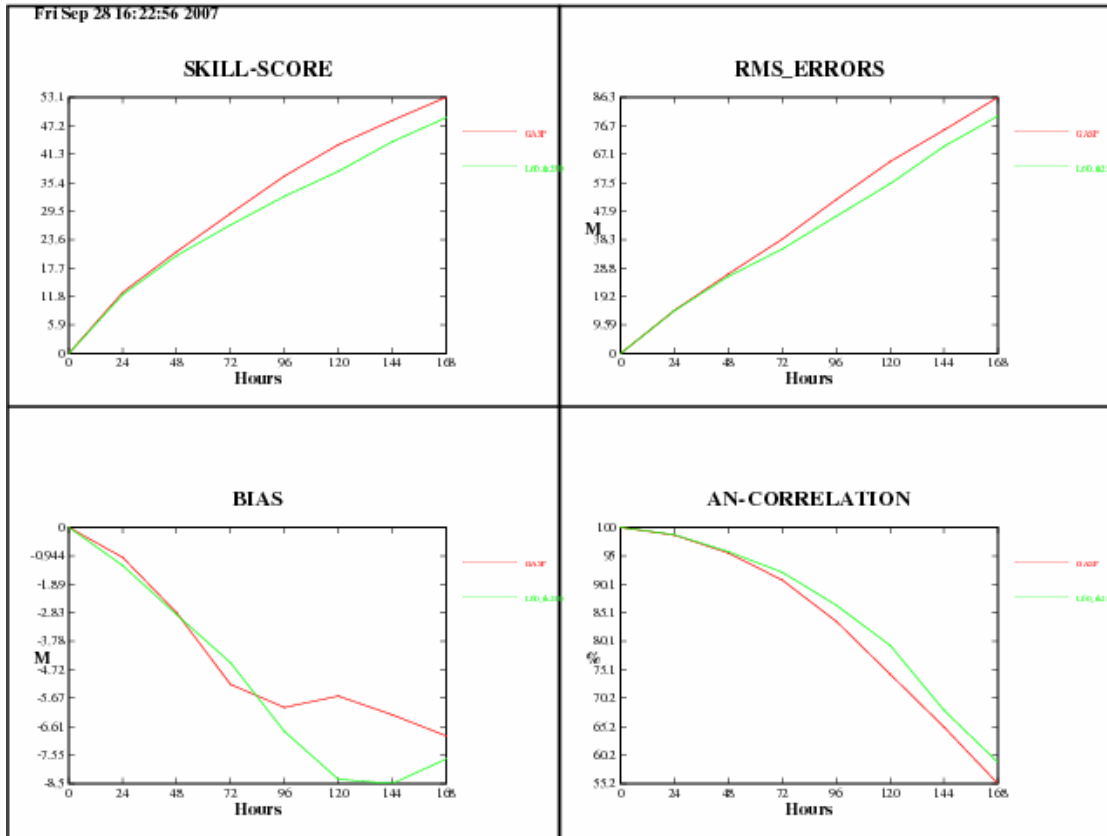 Fri Sep 28 16:22:56 2007
SKILL-SCORE
53.1
47.2
41.3
35.4
29.5
23.6
17.7
11.8
5.9
0
0 24 48 72 96 120 144 168
Hours
GASP
RMS_ERRORS
86.3
76.7
67.1
57.5
47.9
M
38.3
28.8
19.2
9.59
0
0 24 48 72 96 120 144 168
Hours
GASP
BIAS
0
-0.944
-1.89
-2.83
-3.78
M
-4.72
-5.67
-6.61
-7.55
-8.5
0 24 48 72 96 120 144 168
Hours
GASP
AN-CORRELATION
100
95
90.1
85.1
80.1
%
75.1
70.2
65.2
60.2
55.2
0 24 48 72 96 120 144 168
Hours
GASP